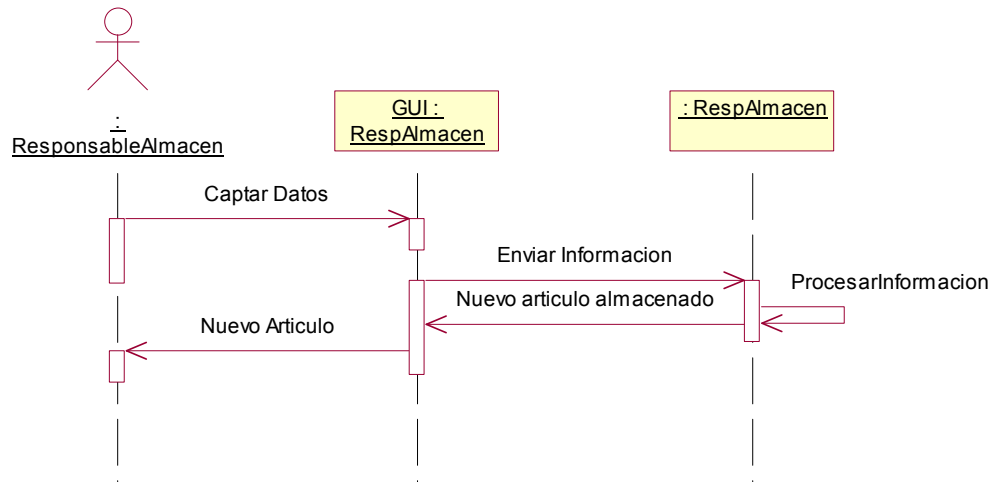 :
ResponsableAlmacen
GUI :
RespAlmacen
: RespAlmacen
Captar Datos
Enviar Informacion
ProcesarInformacion
Nuevo articulo almacenado
Nuevo Articulo